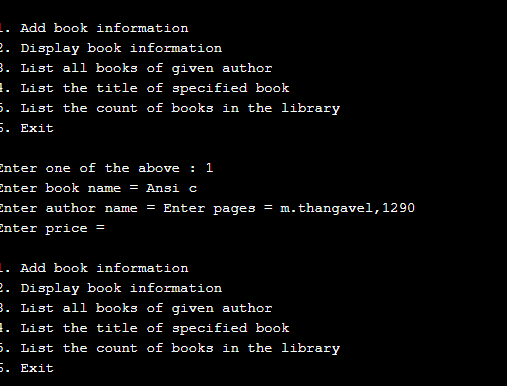 1. Add book information
2. Display book information
3. List all books of given author
4. List the title of specified book
5. List the count of books in the library
6. Exit
Enter one of the above : 1
Enter book name = Ansi c
Enter author name = Enter pages = m.thangavel,1290
Enter price =
1. Add book information
2. Display book information
3. List all books of given author
4. List the title of specified book
5. List the count of books in the library
6. Exit